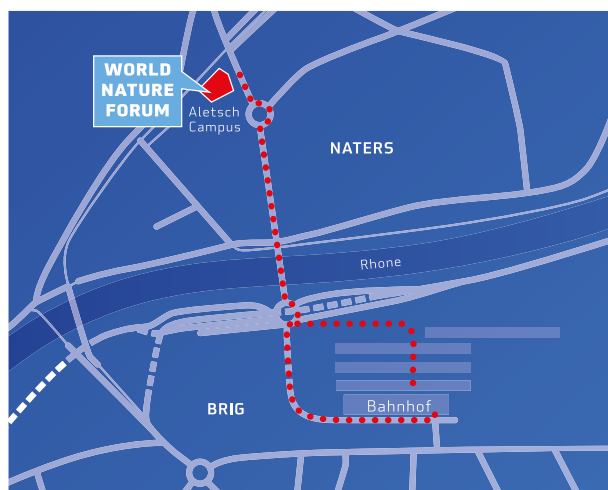 WORLD
NATURE
FORUM
Aletsch
Campus
NATERS
Rhone
BRIG
Bahnhof